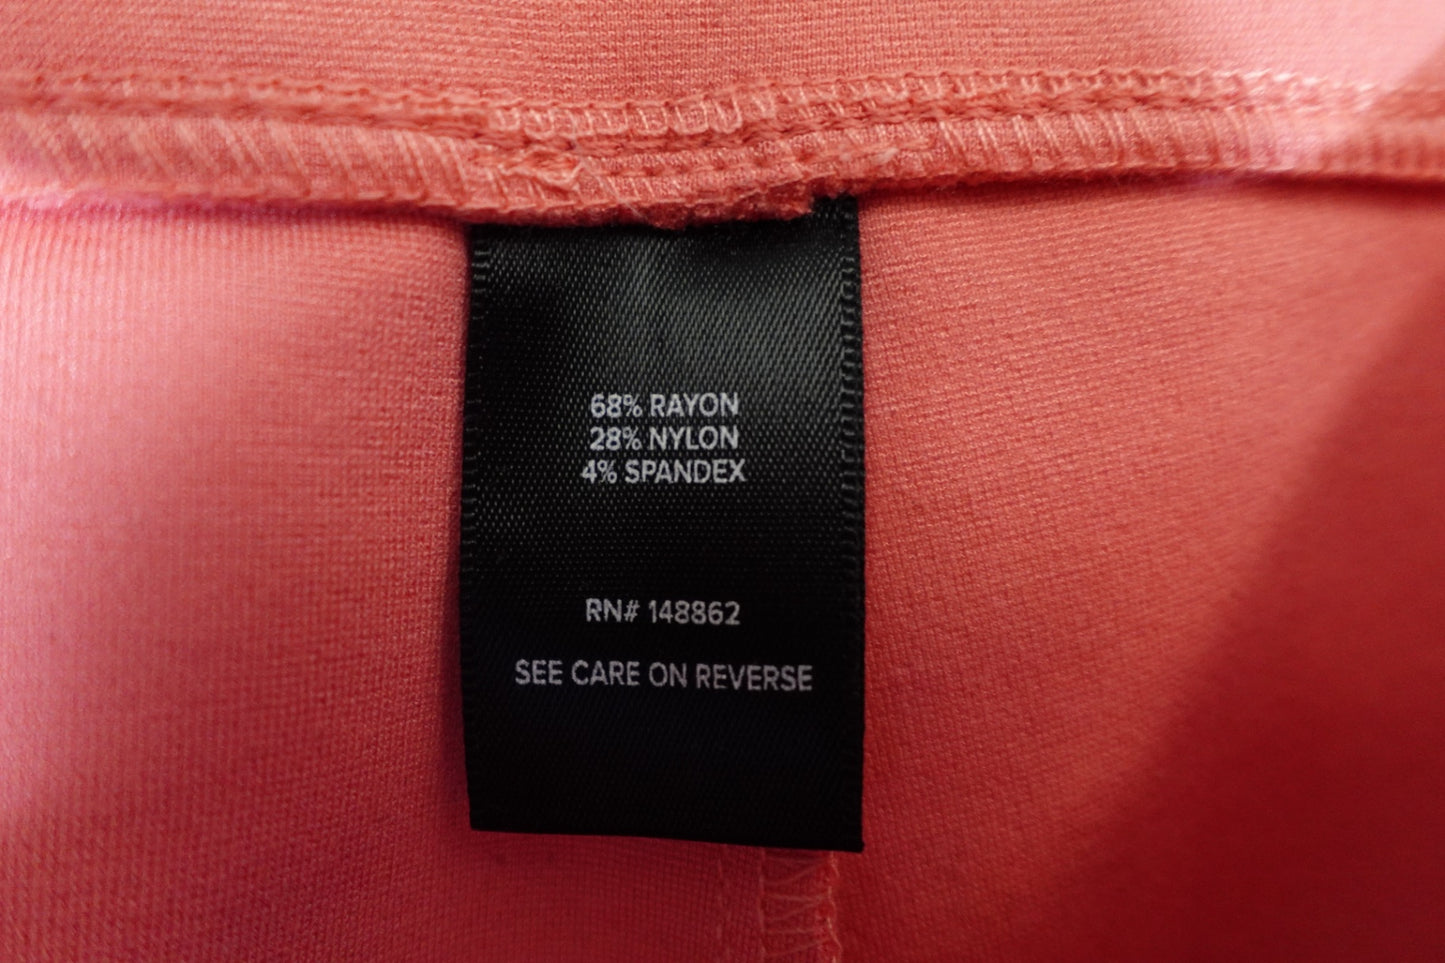 68% RAYON
28% NYLON
4% SPANDEX
RN# 148862
SEE CARE ON REVERSE